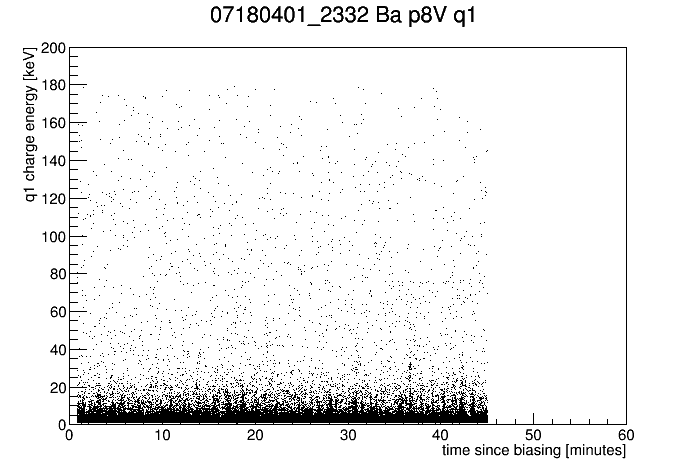 07180401_2332 Ba p8V q1
q1 charge energy [keV]
200
180
160
140
120
100
80
60
40
20
0
0 10 20 30 40 50 60
time since biasing [minutes]